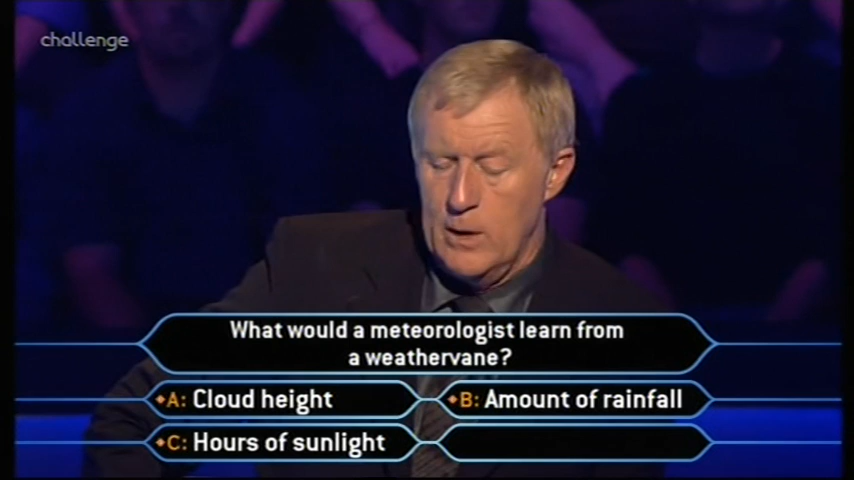 challenge
What would a meteorologist learn from
a weathervane?
A: Cloud height
B: Amount of rainfall
C: Hours of sunlight